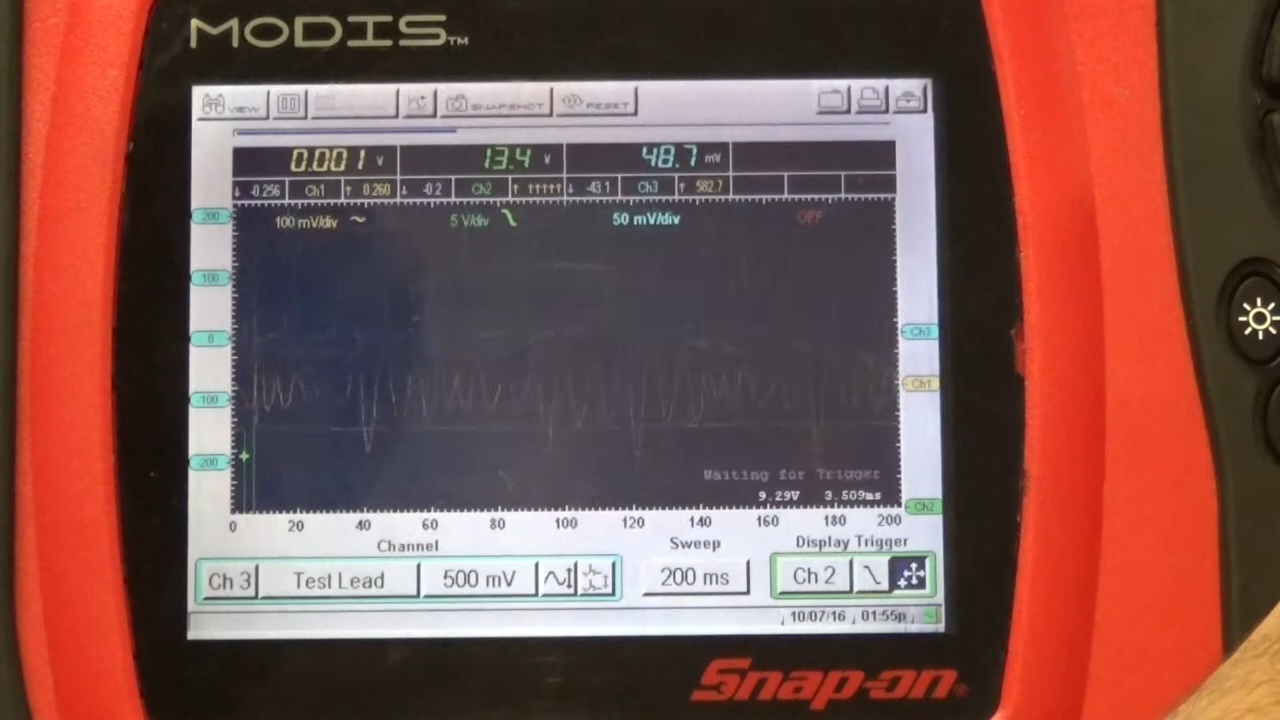 MODIS™
VIEW SNAPSHOT RESET
0.001 V 13.4 V 48.7 mV
↓ -0.256 Ch1 ↑ 0.260 ↓ -0.2 Ch2 ↑ ↑↑↑↑↑ ↓ -43.1 Ch3 ↑ 582.7
200 100 mV/div 5 V/div 50 mV/div OFF
100
0 Ch3
Ch1
-100
-200
Waiting for Trigger
9.29V 3.509ms
Ch2
0 20 40 60 80 100 120 140 160 180 200
Channel Sweep Display Trigger
Ch 3 Test Lead 500 mV 200 ms Ch 2
10/07/16 01:55p
Snap-on®